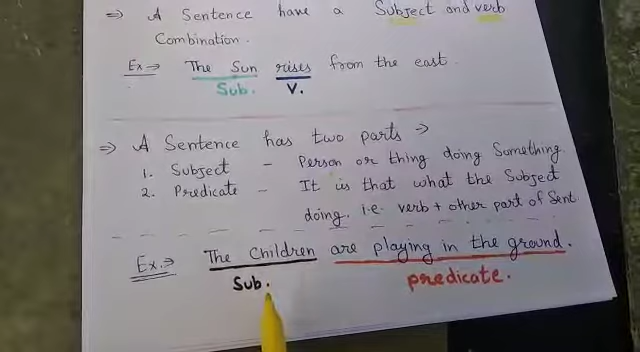 ⇒ A Sentence have a Subject and verb
Combination.
Ex→ The Sun rises from the east.
Sub. V.
⇒ A Sentence has two parts →
1. Subject - Person or thing doing Something.
2. Predicate - It is that what the Subject
doing. i.e verb + other part of Sent
Ex.→ The Children are playing in the ground.
Sub. predicate.